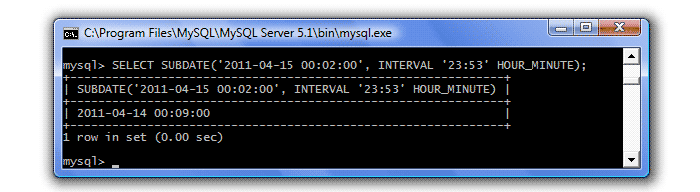 C:\Program Files\MySQL\MySQL Server 5.1\bin\mysql.exe
mysql> SELECT SUBDATE('2011-04-15 00:02:00', INTERVAL '23:53' HOUR_MINUTE);
+----------------------------------------------------------+
| SUBDATE('2011-04-15 00:02:00', INTERVAL '23:53' HOUR_MINUTE) |
+----------------------------------------------------------+
| 2011-04-14 00:09:00 |
+----------------------------------------------------------+
1 row in set (0.00 sec)
mysql> _